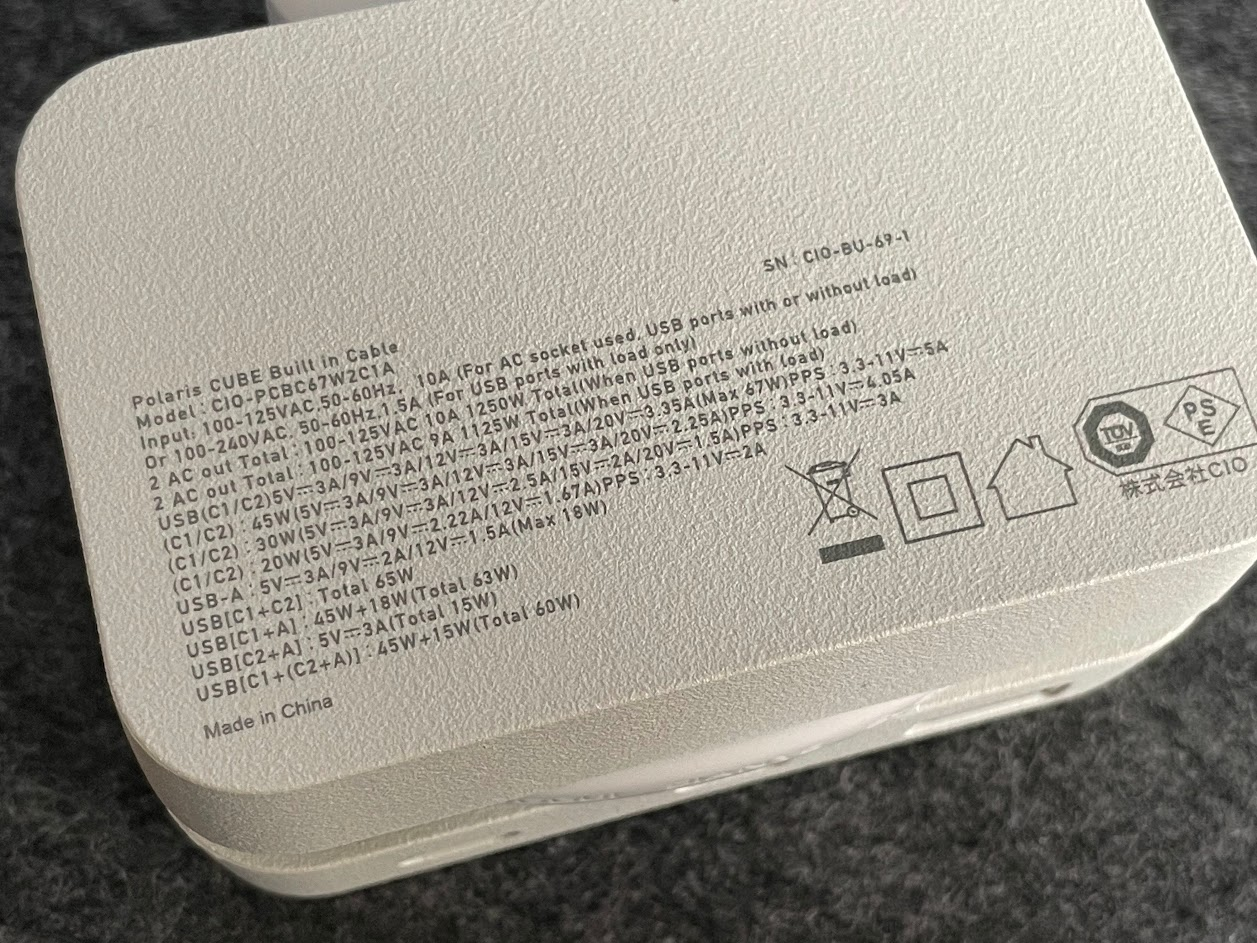 SN : CIO-BU-69-1
Polaris CUBE Built in Cable
Model : CIO-PCBC67W2C1A
Input: 100-125VAC.50-60Hz, 10A (For AC socket used, USB ports with or without load)
Or 100-240VAC, 50-60Hz,1.5A (For USB ports with load only)
2 AC out Total : 100-125VAC 10A 1250W Total(When USB ports without load)
2 AC out Total : 100-125VAC 9A 1125W Total(When USB ports with load)
USB(C1/C2)5V⎓3A/9V⎓3A/12V⎓3A/15V⎓3A/20V⎓3.35A(Max 67W)PPS : 3.3-11V⎓5A
(C1/C2) : 45W(5V⎓3A/9V⎓3A/12V⎓3A/15V⎓3A/20V⎓2.25A)PPS : 3.3-11V⎓4.05A
(C1/C2) : 30W(5V⎓3A/9V⎓3A/12V⎓2.5A/15V⎓2A/20V⎓1.5A)PPS : 3.3-11V⎓3A
(C1/C2) : 20W(5V⎓3A/9V⎓2.22A/12V⎓1.67A)PPS : 3.3-11V⎓2A
USB-A : 5V⎓3A/9V⎓2A/12V⎓1.5A(Max 18W)
USB[C1+C2] : Total 65W
USB[C1+A] : 45W+18W(Total 63W)
USB[C2+A] : 5V⎓3A(Total 15W)
USB[C1+(C2+A)] : 45W+15W(Total 60W)
Made in China
TÜV
PS
E
株式会社CIO